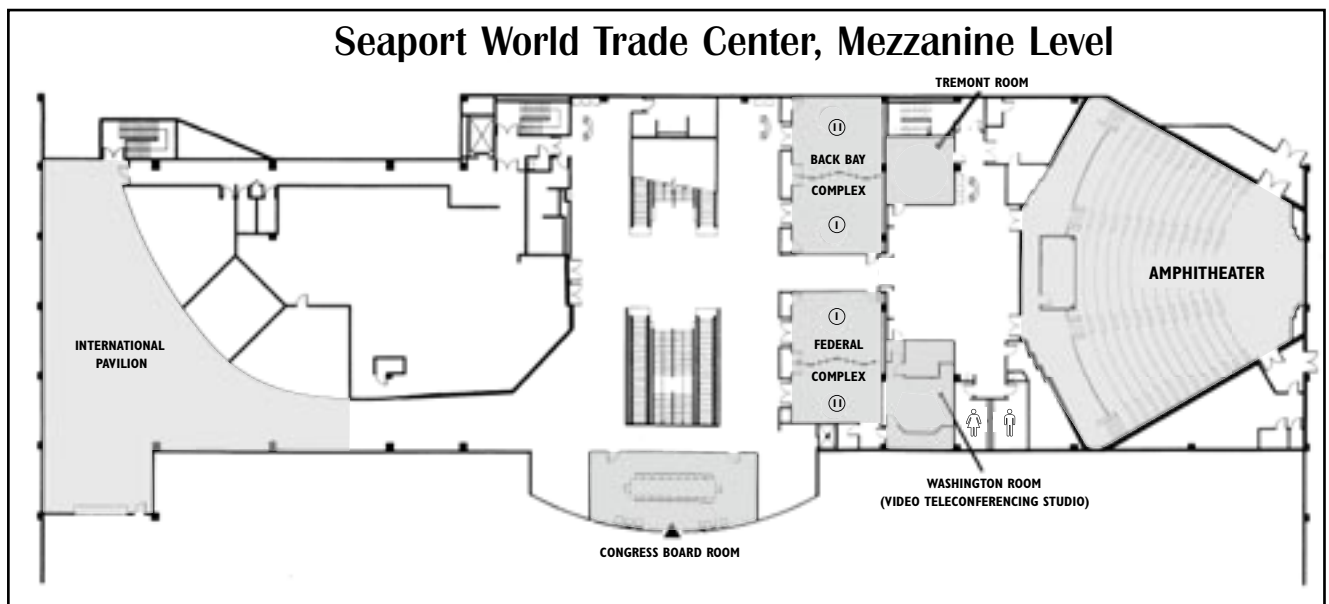 Seaport World Trade Center, Mezzanine Level
TREMONT ROOM
II
BACK BAY
COMPLEX
I
AMPHITHEATER
I
FEDERAL
COMPLEX
II
INTERNATIONAL
PAVILION
WASHINGTON ROOM
(VIDEO TELECONFERENCING STUDIO)
CONGRESS BOARD ROOM